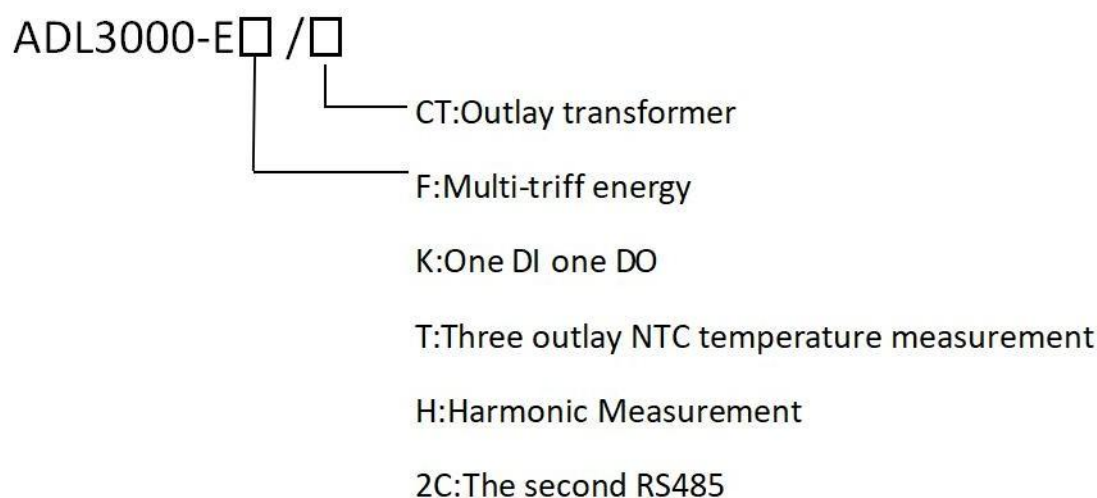 ADL3000-E□ /□
CT:Outlay transformer
F:Multi-triff energy
K:One DI one DO
T:Three outlay NTC temperature measurement
H:Harmonic Measurement
2C:The second RS485